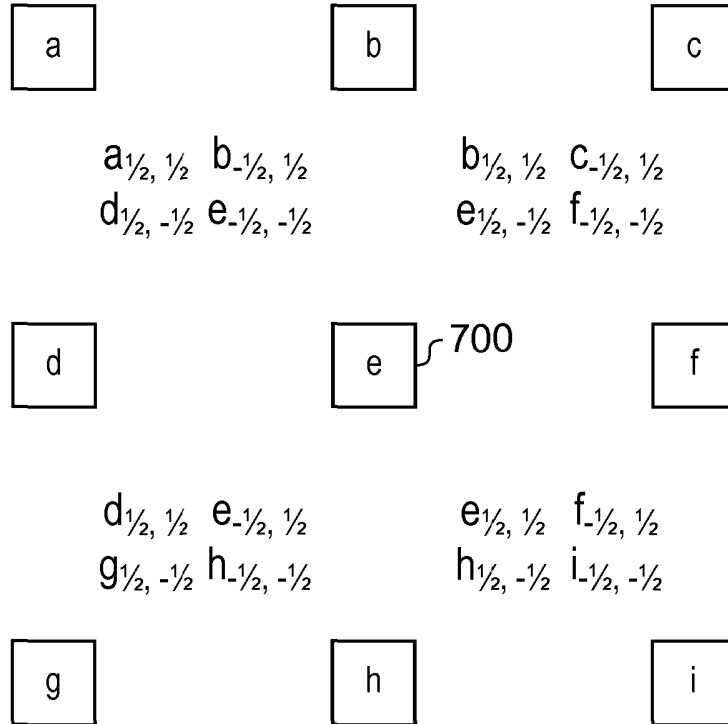 a b c
a½, ½ b-½, ½ b½, ½ c-½, ½
d½, -½ e-½, -½ e½, -½ f-½, -½
d e 700 f
d½, ½ e-½, ½ e½, ½ f-½, ½
g½, -½ h-½, -½ h½, -½ i-½, -½
g h i